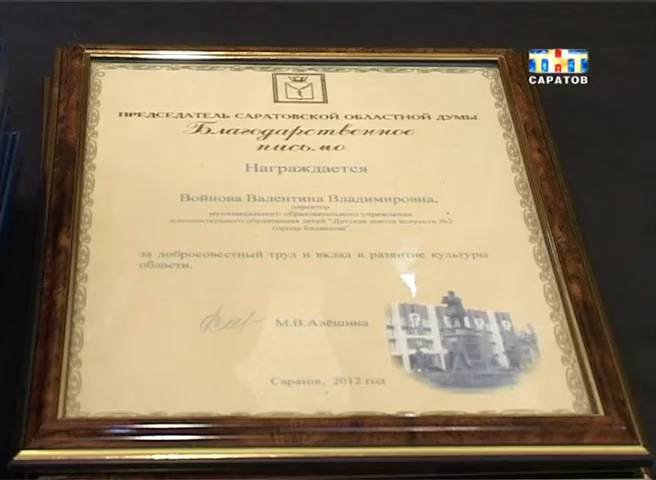 ТНТ
САРАТОВ
ПРЕДСЕДАТЕЛЬ САРАТОВСКОЙ ОБЛАСТНОЙ ДУМЫ
Благодарственное
письмо
Награждается
Войнова Валентина Владимировна,
директор
муниципального образовательного учреждения
дополнительного образования детей "Детская школа искусств №2
города Балашова",
за добросовестный труд и вклад в развитие культуры
области.
М.В.Алёшина
Саратов, 2012 год